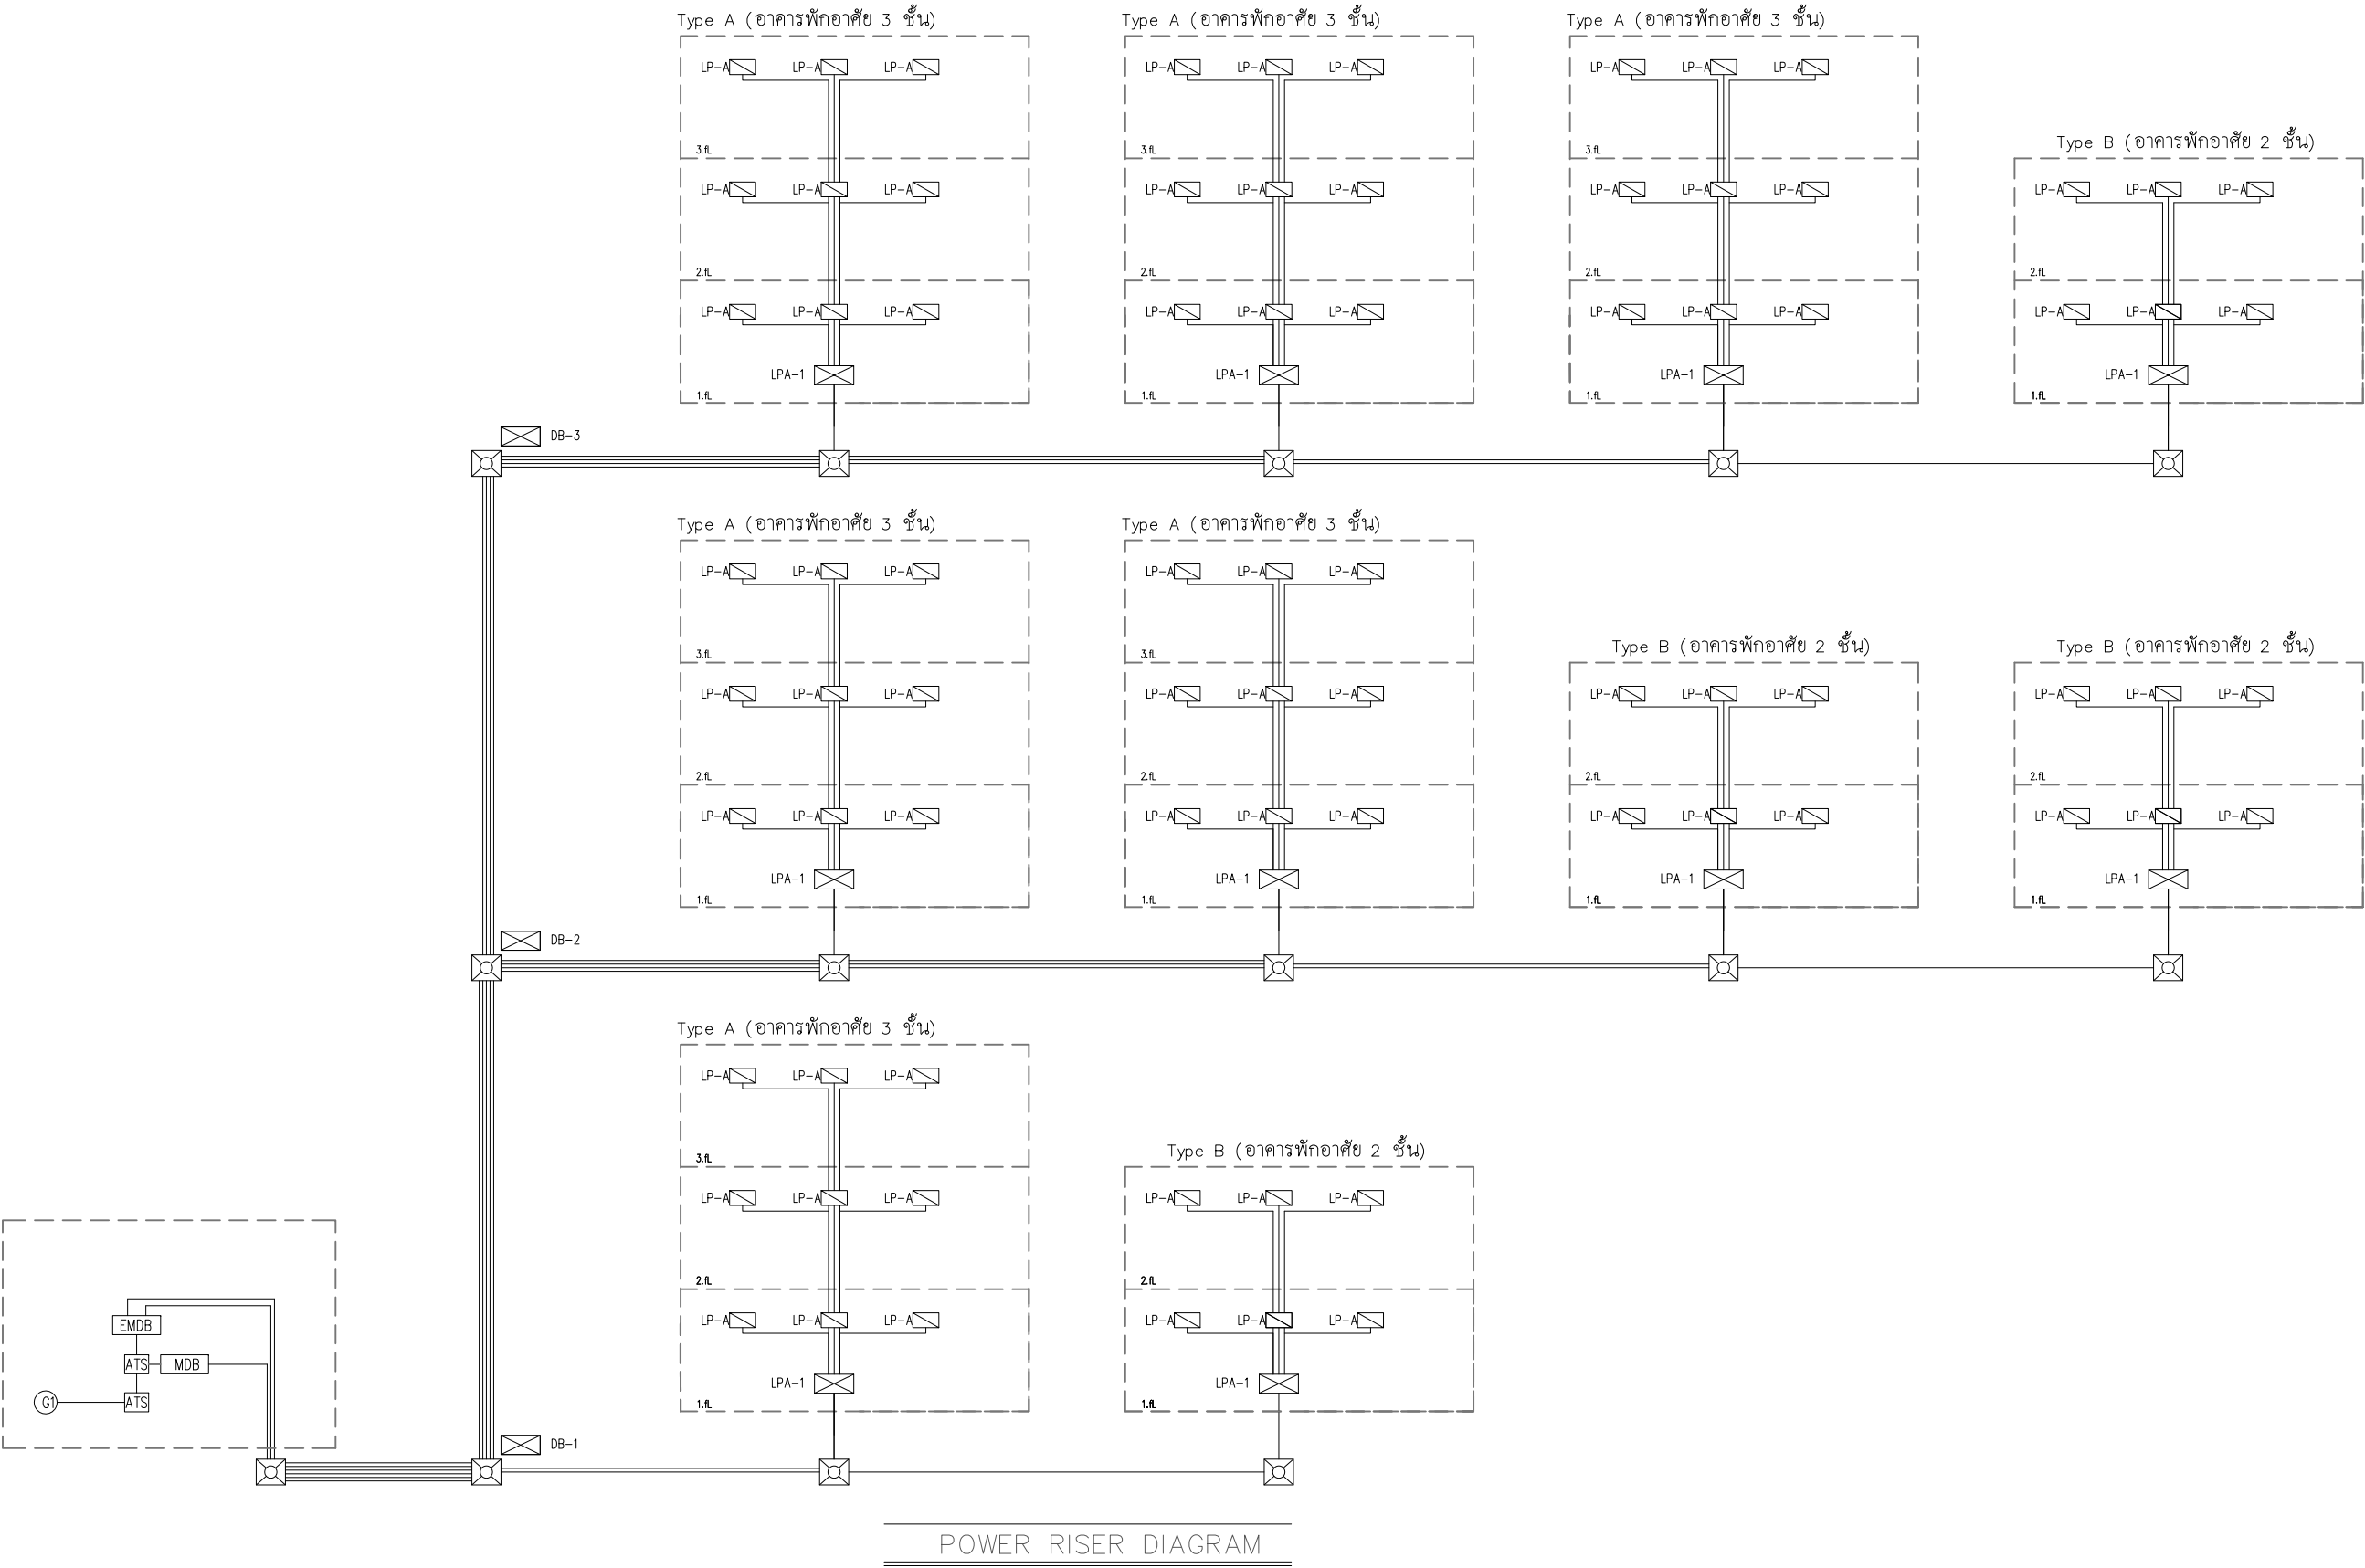 Type A (อาคารพักอาศัย 3 ชั้น) Type A (อาคารพักอาศัย 3 ชั้น) Type A (อาคารพักอาศัย 3 ชั้น)
LP-A LP-A LP-A LP-A LP-A LP-A LP-A LP-A LP-A
Type B (อาคารพักอาศัย 2 ชั้น)
3.fL 3.fL 3.fL
LP-A LP-A LP-A LP-A LP-A LP-A LP-A LP-A LP-A LP-A LP-A LP-A
2.fL 2.fL 2.fL 2.fL
LP-A LP-A LP-A LP-A LP-A LP-A LP-A LP-A LP-A LP-A LP-A LP-A
LPA-1 LPA-1 LPA-1 LPA-1
1.fL 1.fL 1.fL 1.fL
DB-3
Type A (อาคารพักอาศัย 3 ชั้น) Type A (อาคารพักอาศัย 3 ชั้น)
LP-A LP-A LP-A LP-A LP-A LP-A
Type B (อาคารพักอาศัย 2 ชั้น) Type B (อาคารพักอาศัย 2 ชั้น)
3.fL 3.fL
LP-A LP-A LP-A LP-A LP-A LP-A LP-A LP-A LP-A LP-A LP-A LP-A
2.fL 2.fL 2.fL 2.fL
LP-A LP-A LP-A LP-A LP-A LP-A LP-A LP-A LP-A LP-A LP-A LP-A
LPA-1 LPA-1 LPA-1 LPA-1
1.fL 1.fL 1.fL 1.fL
DB-2
Type A (อาคารพักอาศัย 3 ชั้น)
LP-A LP-A LP-A
Type B (อาคารพักอาศัย 2 ชั้น)
3.fL
LP-A LP-A LP-A LP-A LP-A LP-A
2.fL 2.fL
LP-A LP-A LP-A LP-A LP-A LP-A
EMDB
ATS MDB
LPA-1 LPA-1
G1 ATS
1.fL 1.fL
DB-1
POWER RISER DIAGRAM